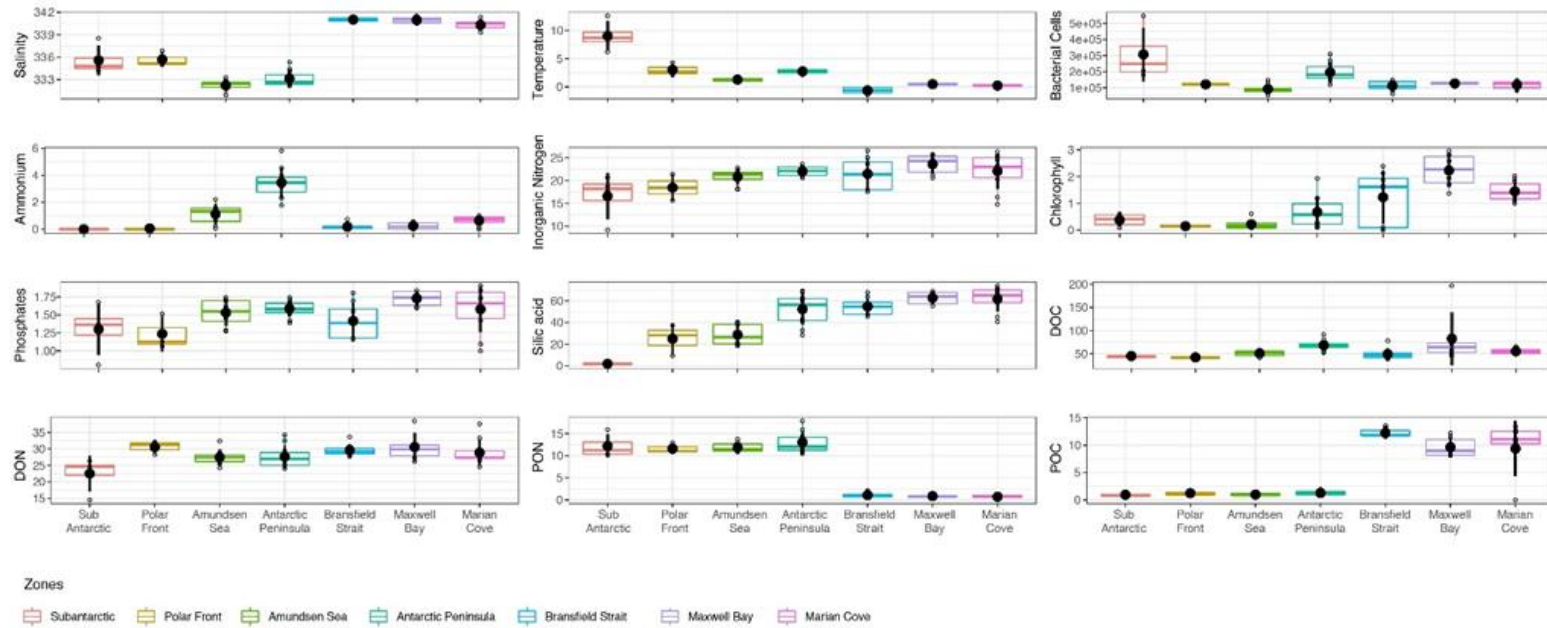 Salinity
342
339
336
333
Temperature
10
5
0
Bacterial Cells
5e+05
4e+05
3e+05
2e+05
1e+05
Ammonium
6
4
2
0
Inorganic Nitrogen
25
20
15
10
Chlorophyll
3
2
1
0
Phosphates
1.75
1.50
1.25
1.00
Silic acid
60
40
20
0
DOC
200
150
100
50
DON
35
30
25
20
15
PON
15
10
5
0
POC
15
10
5
0
Sub Antarctic
Polar Front
Amundsen Sea
Antarctic Peninsula
Bransfield Strait
Maxwell Bay
Marian Cove
Sub Antarctic
Polar Front
Amundsen Sea
Antarctic Peninsula
Bransfield Strait
Maxwell Bay
Marian Cove
Sub Antarctic
Polar Front
Amundsen Sea
Antarctic Peninsula
Bransfield Strait
Maxwell Bay
Marian Cove
Zones
Subantarctic Polar Front Amundsen Sea Antarctic Peninsula Bransfield Strait Maxwell Bay Marian Cove